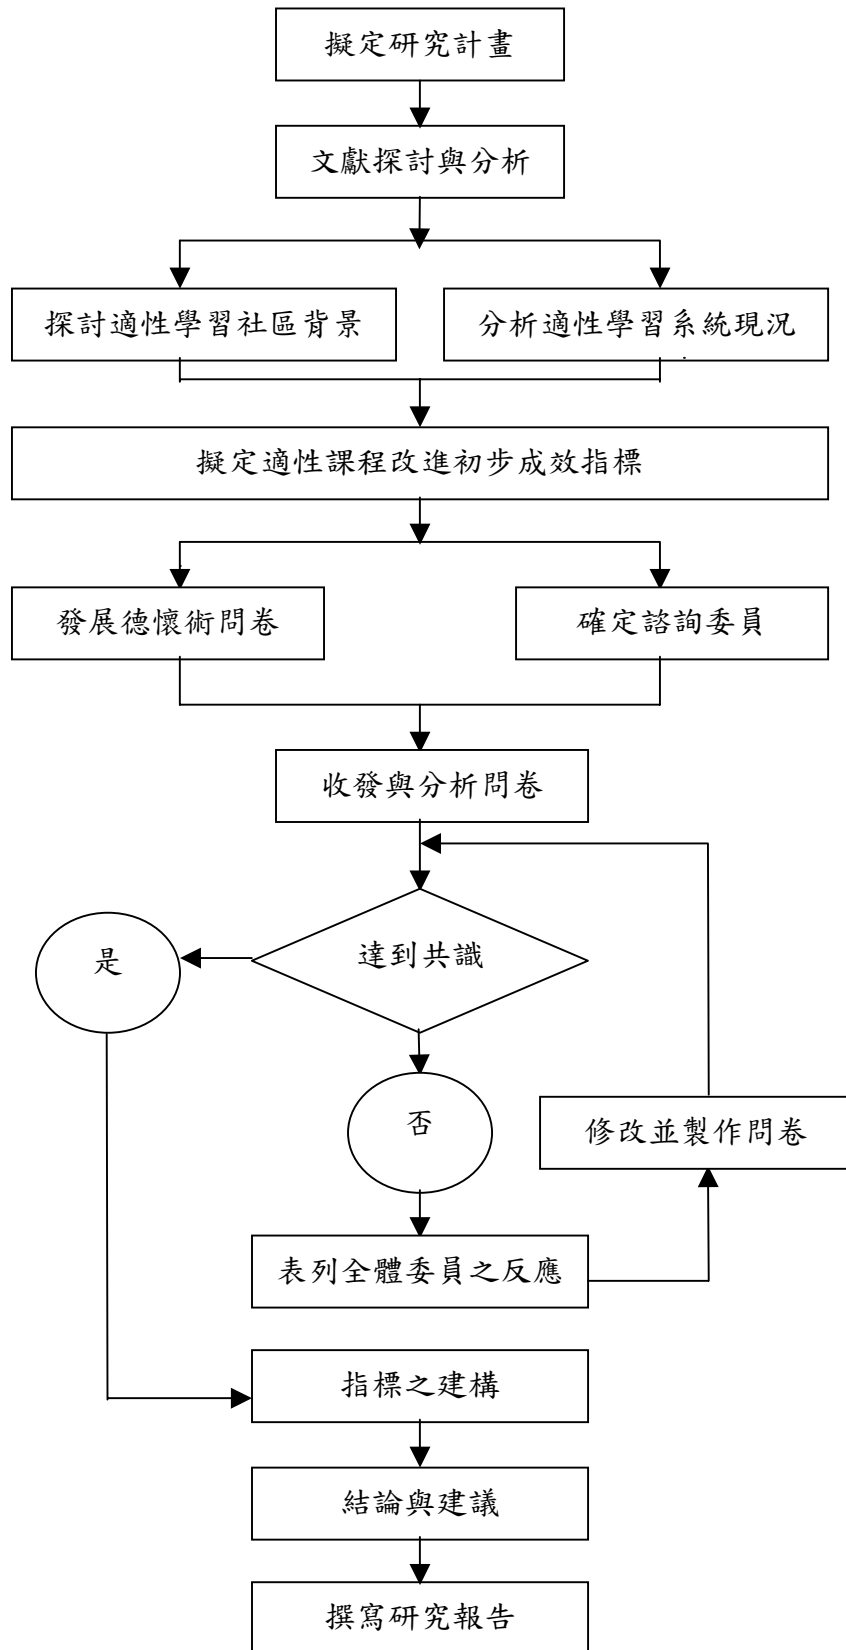 擬定研究計畫
文獻探討與分析
探討適性學習社區背景
分析適性學習系統現況
擬定適性課程改進初步成效指標
發展德懷術問卷
確定諮詢委員
收發與分析問卷
達到共識
是
否
修改並製作問卷
表列全體委員之反應
指標之建構
結論與建議
撰寫研究報告